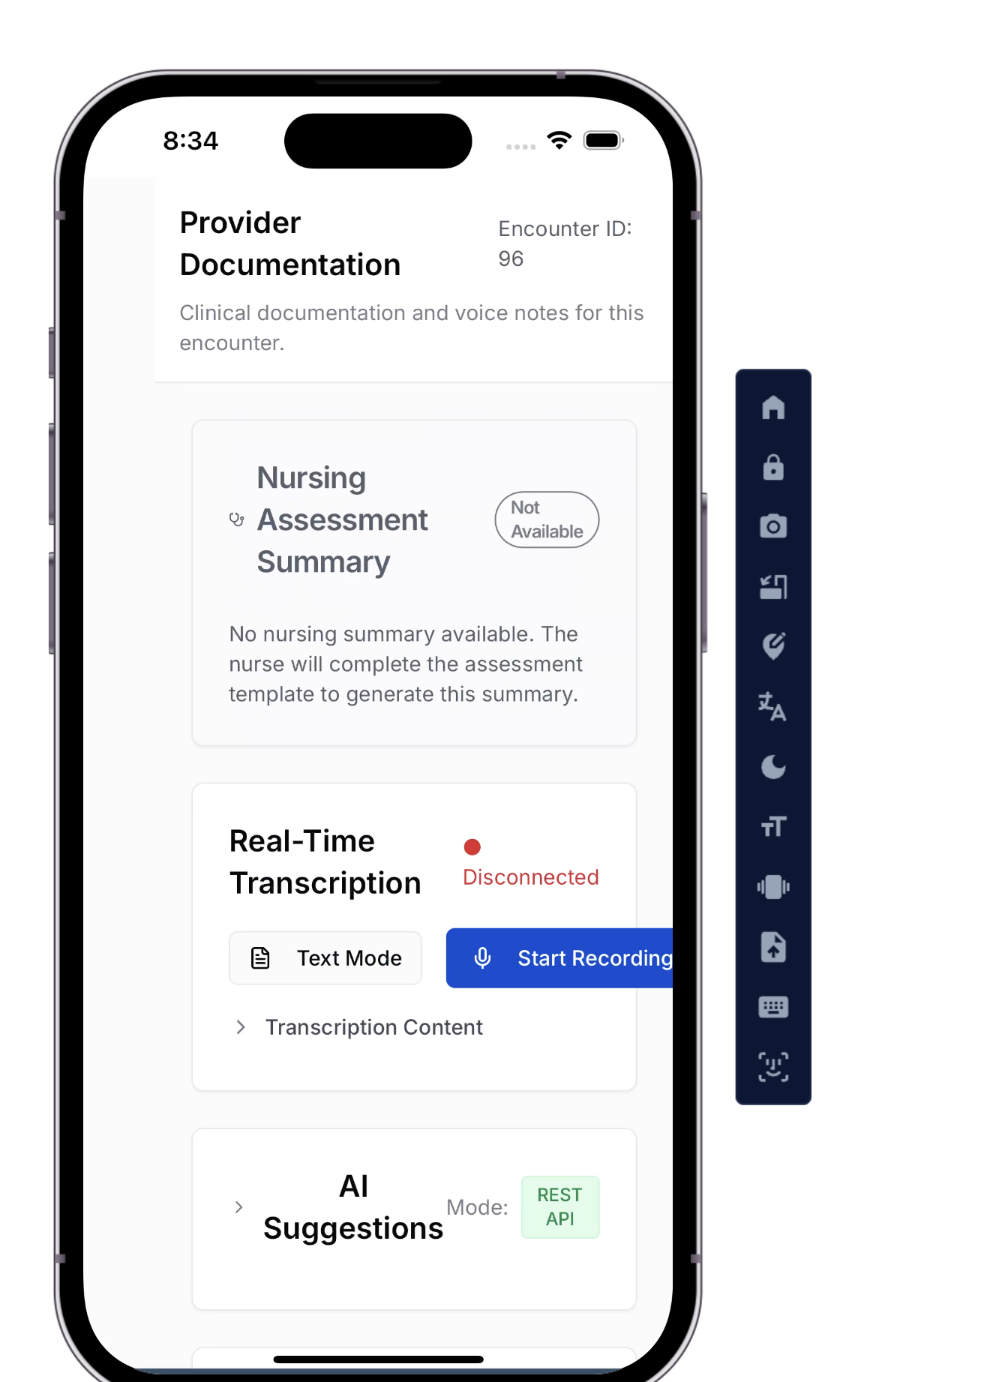 8:34
Provider
Documentation
Encounter ID:
96
Clinical documentation and voice notes for this
encounter.
Nursing
Assessment
Summary
Not
Available
No nursing summary available. The
nurse will complete the assessment
template to generate this summary.
Real-Time
Transcription
Disconnected
Text Mode
Start Recording
Transcription Content
AI
Suggestions
Mode:
REST
API